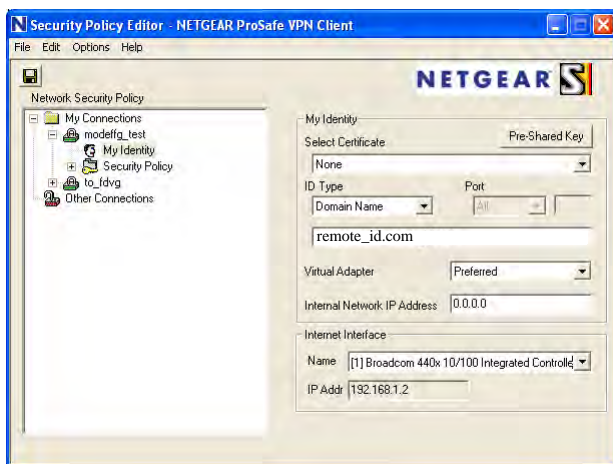 N Security Policy Editor - NETGEAR ProSafe VPN Client
File Edit Options Help
NETGEAR
Network Security Policy
My Connections
modeffg_test
My Identity
Security Policy
to_fdvg
Other Connections
My Identity
Select Certificate
Pre-Shared Key
None
ID Type
Port
Domain Name
All
remote_id.com
Virtual Adapter
Preferred
Internal Network IP Address
0.0.0.0
Internet Interface
Name
[1] Broadcom 440x 10/100 Integrated Controlle
IP Addr
192.168.1.2